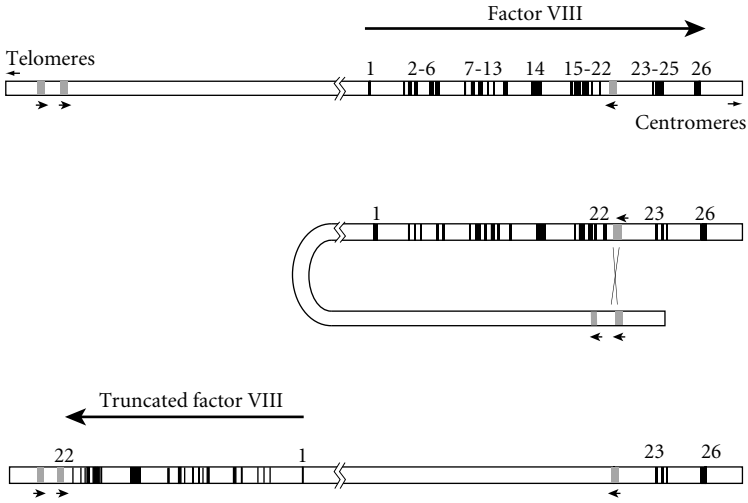 Factor VIII
Telomeres
1 2-6 7-13 14 15-22 23-25 26
Centromeres
1 22 23 26
Truncated factor VIII
22 1 23 26